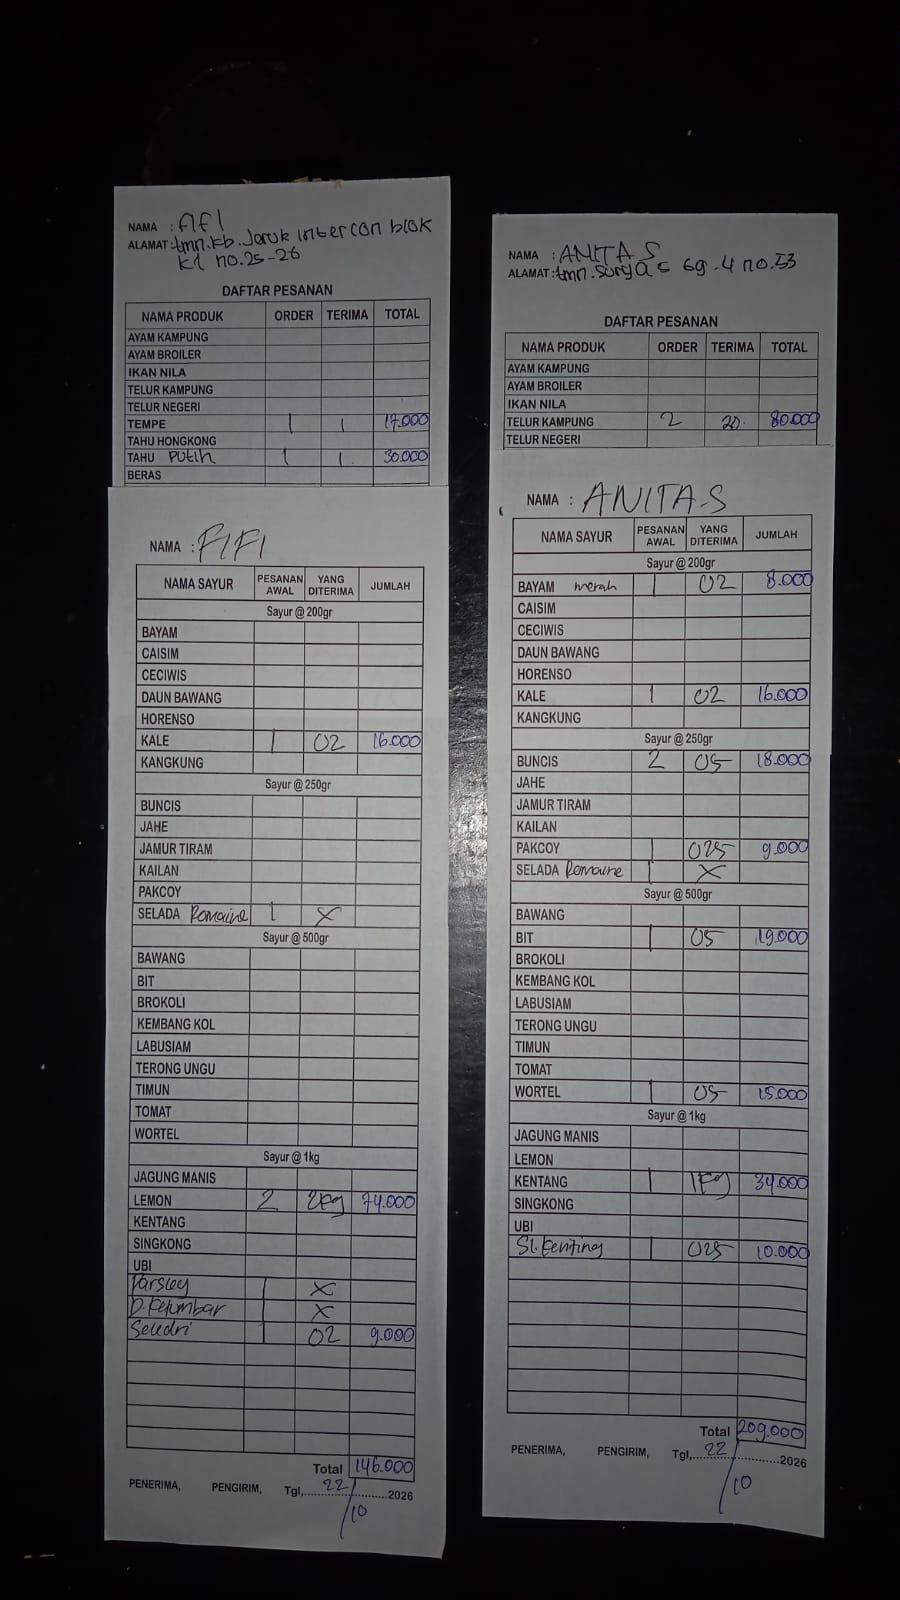 NAMA : FIFI
ALAMAT : tmn.kb.Jeruk intercon blok
K1 no.25-26
DAFTAR PESANAN
NAMA PRODUK ORDER TERIMA TOTAL
AYAM KAMPUNG
AYAM BROILER
IKAN NILA
TELUR KAMPUNG
TELUR NEGERI
TEMPE 1 1 17.000
TAHU HONGKONG
TAHU putih 1 1. 30.000
BERAS
NAMA : FIFI
NAMA SAYUR PESANAN AWAL YANG DITERIMA JUMLAH
Sayur @ 200gr
BAYAM
CAISIM
CECIWIS
DAUN BAWANG
HORENSO
KALE 1 02 16.000
KANGKUNG
Sayur @ 250gr
BUNCIS
JAHE
JAMUR TIRAM
KAILAN
PAKCOY
SELADA Romaine 1 X
Sayur @ 500gr
BAWANG
BIT
BROKOLI
KEMBANG KOL
LABUSIAM
TERONG UNGU
TIMUN
TOMAT
WORTEL
Sayur @ 1kg
JAGUNG MANIS
LEMON 2 2kg 74.000
KENTANG
SINGKONG
UBI
Parsley 1 X
D.Ketumbar 1 X
Seledri 1 02 9.000
Total 146.000
PENERIMA, PENGIRIM, Tgl,.....22/10.....2026
NAMA : ANITA S
ALAMAT : tmn.surya 5 gg.4 no.53
DAFTAR PESANAN
NAMA PRODUK ORDER TERIMA TOTAL
AYAM KAMPUNG
AYAM BROILER
IKAN NILA
TELUR KAMPUNG 2 20. 80.000
TELUR NEGERI
NAMA : ANITA.S
NAMA SAYUR PESANAN AWAL YANG DITERIMA JUMLAH
Sayur @ 200gr
BAYAM merah 1 02 8.000
CAISIM
CECIWIS
DAUN BAWANG
HORENSO
KALE 1 02 16.000
KANGKUNG
Sayur @ 250gr
BUNCIS 2 05 18.000
JAHE
JAMUR TIRAM
KAILAN
PAKCOY 1 025 9.000
SELADA Romaine 1 X
Sayur @ 500gr
BAWANG
BIT 1 05 19.000
BROKOLI
KEMBANG KOL
LABUSIAM
TERONG UNGU
TIMUN
TOMAT
WORTEL 1 05 15.000
Sayur @ 1kg
JAGUNG MANIS
LEMON
KENTANG 1 1kg 34.000
SINGKONG
UBI
Sl.keriting 1 025 10.000
Total 209.000
PENERIMA, PENGIRIM, Tgl,.....22/10.....2026